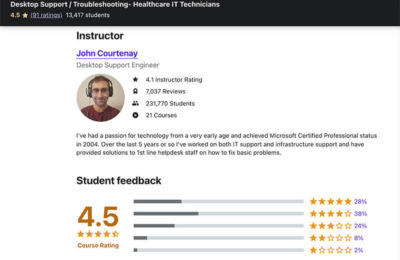 Desktop Support / Troubleshooting- Healthcare IT Technicians
4.5 ★ (91 ratings) 13,417 students
Instructor
John Courtenay
Desktop Support Engineer
4.1 Instructor Rating
7,037 Reviews
231,770 Students
21 Courses
I've had a passion for technology from a very early age and achieved Microsoft Certified Professional status
in 2004. Over the last 5 years or so I've worked on both IT support and infrastructure support and have
provided solutions to 1st line helpdesk staff on how to fix basic problems.
Student feedback
4.5
Course Rating
28%
38%
24%
8%
2%